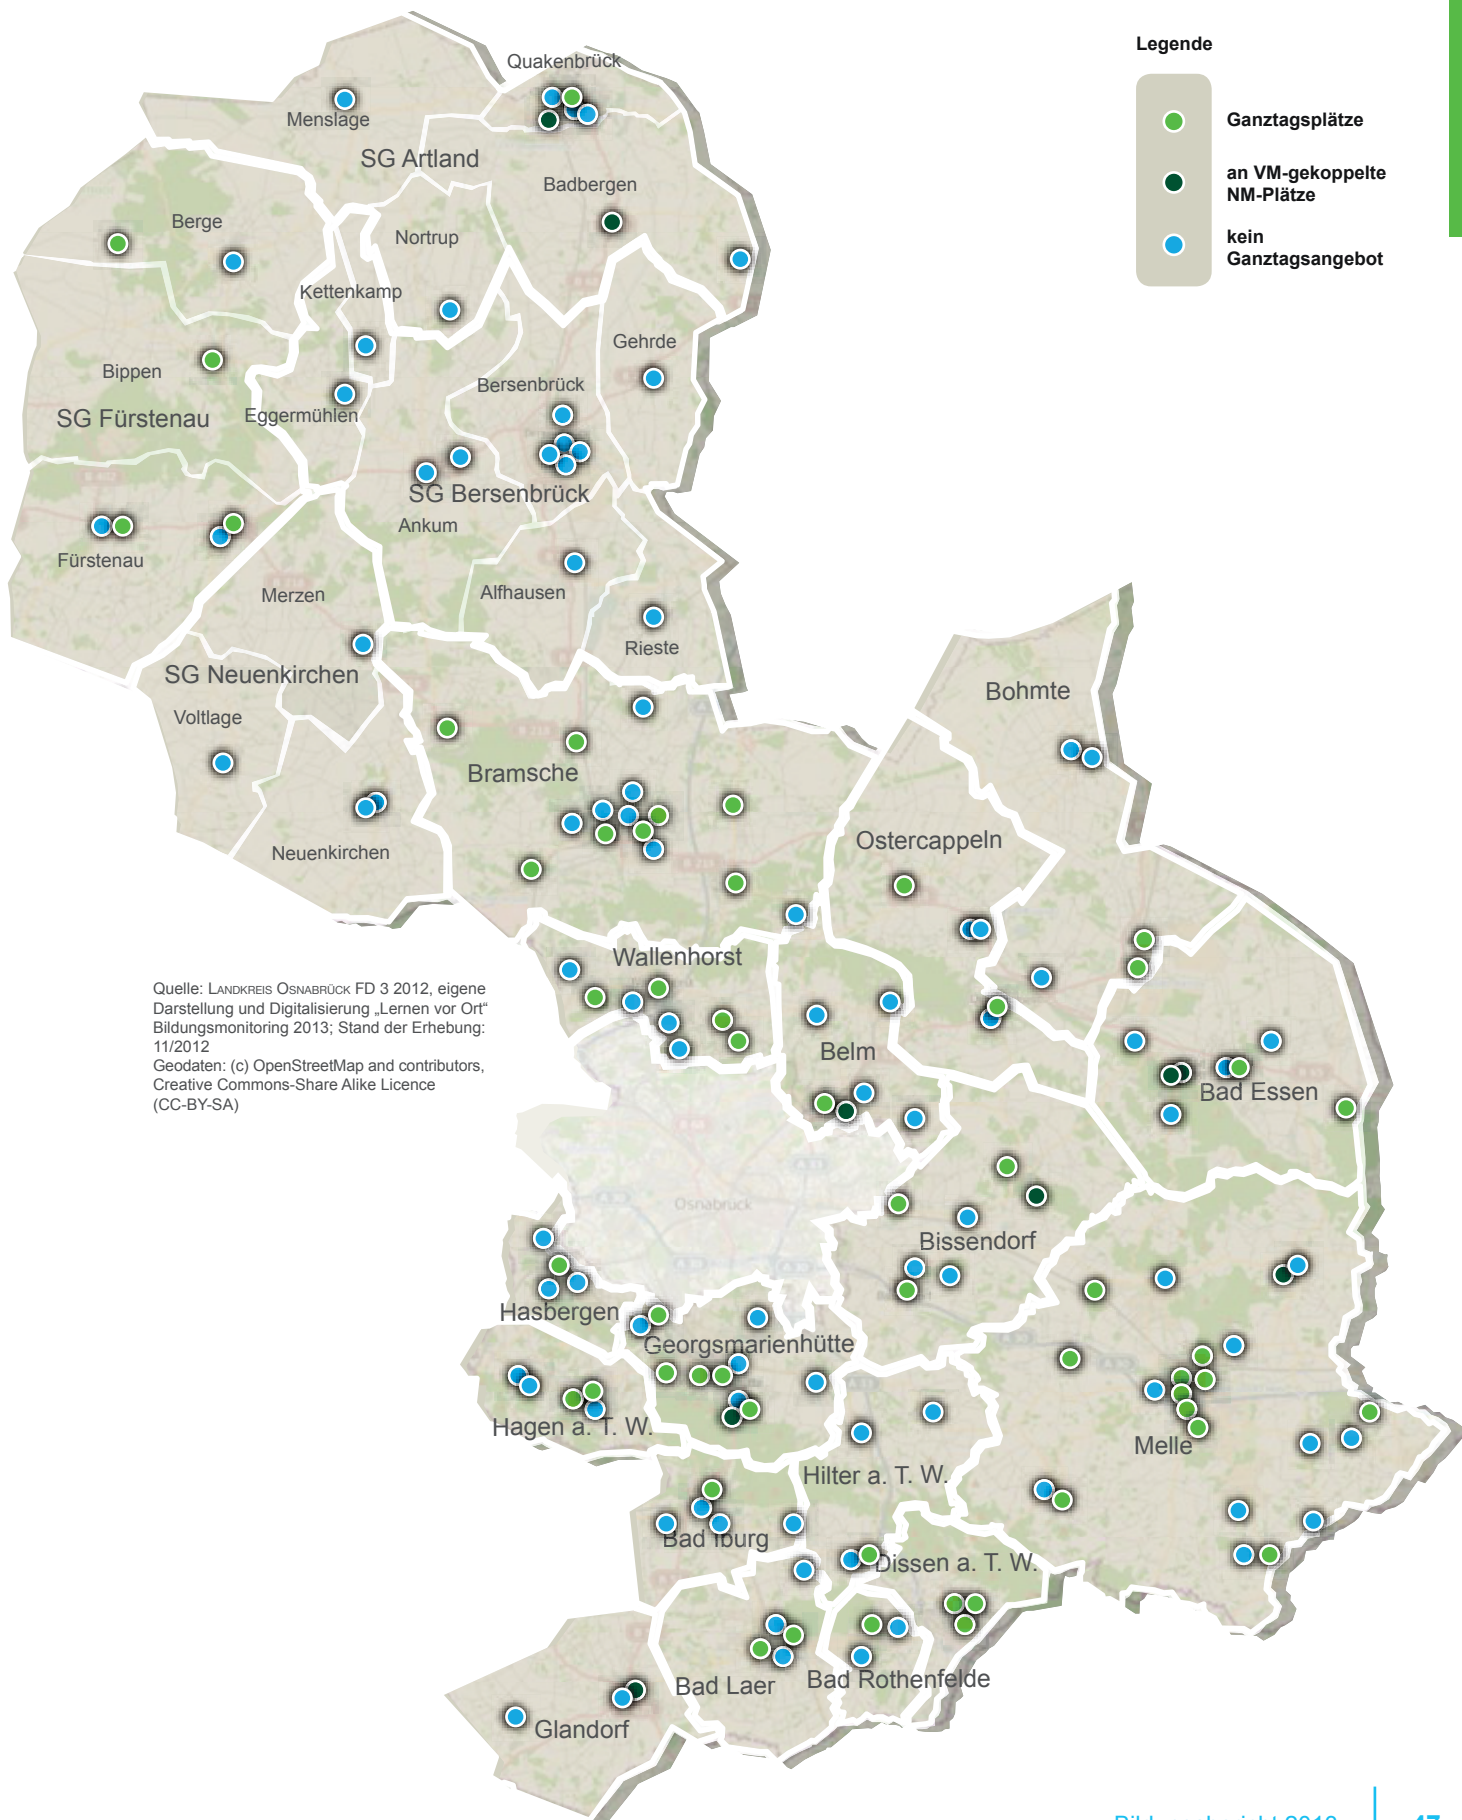 Legende
Ganztagsplätze
an VM-gekoppelte
NM-Plätze
kein
Ganztagsangebot
Quakenbrück
Menslage
SG Artland
Badbergen
Berge
Nortrup
Kettenkamp
Gehrde
Bippen
Bersenbrück
SG Fürstenau
Eggermühlen
SG Bersenbrück
Ankum
Fürstenau
Merzen
Alfhausen
Rieste
SG Neuenkirchen
Bohmte
Voltlage
Bramsche
Ostercappeln
Neuenkirchen
Wallenhorst
Quelle: Landkreis Osnabrück FD 3 2012, eigene
Darstellung und Digitalisierung „Lernen vor Ort“
Bildungsmonitoring 2013; Stand der Erhebung:
11/2012
Geodaten: (c) OpenStreetMap and contributors,
Creative Commons-Share Alike Licence
(CC-BY-SA)
Belm
Bad Essen
Osnabrück
Bissendorf
Hasbergen
Georgsmarienhütte
Hagen a. T. W.
Melle
Hilter a. T. W.
Bad Iburg
Dissen a. T. W.
Bad Laer
Bad Rothenfelde
Glandorf